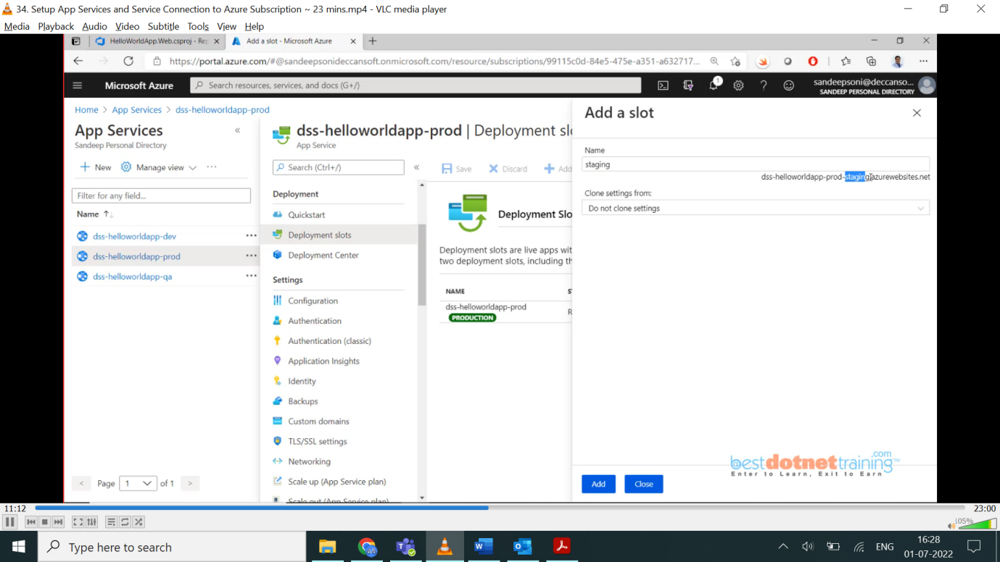 34. Setup App Services and Service Connection to Azure Subscription ~ 23 mins.mp4 - VLC media player
Media Playback Audio Video Subtitle Tools View Help
HelloWorldApp.Web.csproj - Rep
Add a slot - Microsoft Azure
https://portal.azure.com/#@sandeepsonideccansoft.onmicrosoft.com/resource/subscriptions/99115c0d-84e5-475e-a351-a632717...
Microsoft Azure
Search resources, services, and docs (G+/)
1
sandeepsoni@deccanso...
SANDEEP PERSONAL DIRECTORY
Home > App Services > dss-helloworldapp-prod
App Services
Sandeep Personal Directory
New Manage view
Filter for any field...
Name
dss-helloworldapp-dev
dss-helloworldapp-prod
dss-helloworldapp-qa
< Page 1 of 1 >
dss-helloworldapp-prod | Deployment slo
App Service
Search (Ctrl+/)
Deployment
Quickstart
Deployment slots
Deployment Center
Settings
Configuration
Authentication
Authentication (classic)
Application Insights
Identity
Backups
Custom domains
TLS/SSL settings
Networking
Scale up (App Service plan)
Scale out (App Service plan)
Save Discard Add
Deployment Slo
Deployment slots are live apps wit
two deployment slots, including th
NAME S
dss-helloworldapp-prod R
PRODUCTION
Add a slot
Name
staging
dss-helloworldapp-prod-staging.azurewebsites.net
Clone settings from:
Do not clone settings
bestdotnettraining.com™
Enter to Learn, Exit to Earn
Add Close
11:12 23:00
105%
Type here to search
ENG
16:28
01-07-2022